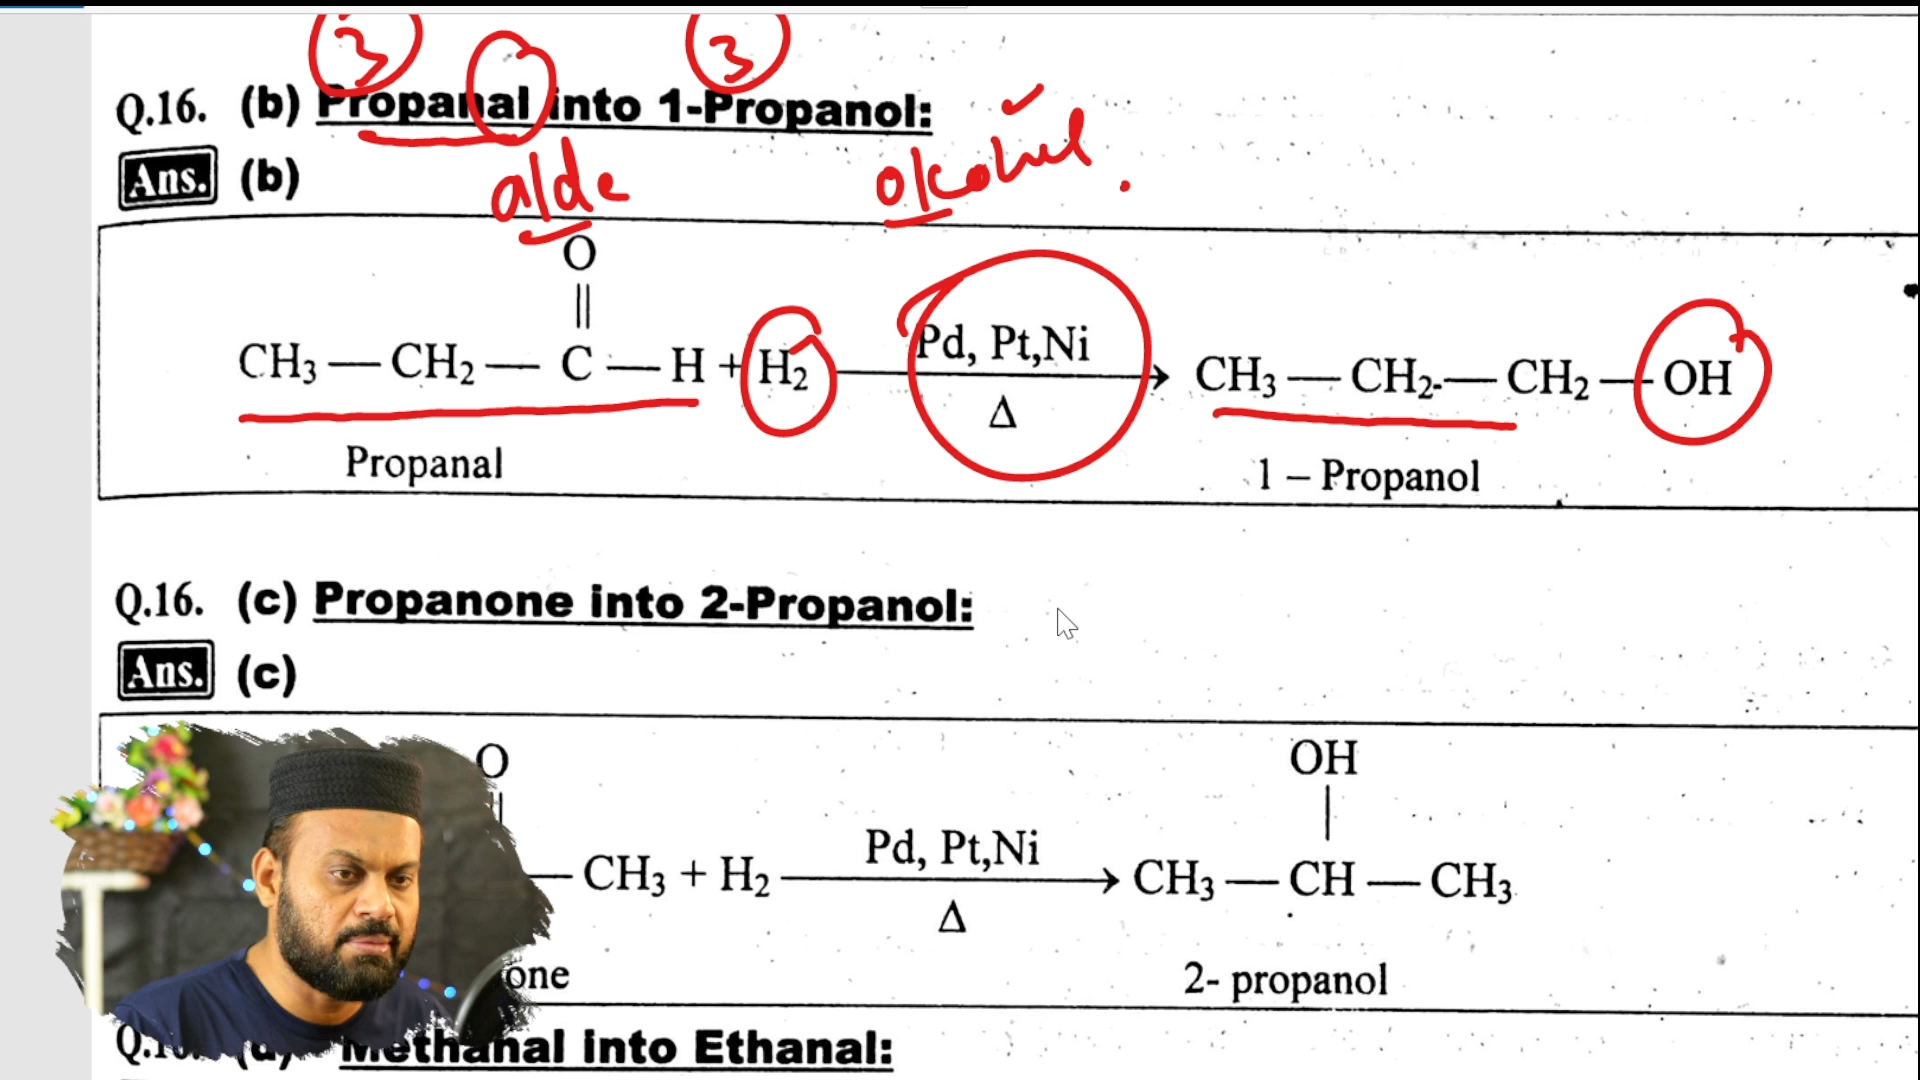 3 3
Q.16. (b) Propanal into 1-Propanol:
Ans. (b)
alde
O
||
CH₃ — CH₂ — C — H + H₂ Pd, Pt,Ni → CH₃ — CH₂ — CH₂ — OH
Δ
Propanal 1 – Propanol
Q.16. (c) Propanone into 2-Propanol:
Ans. (c)
O OH
|
— CH₃ + H₂ Pd, Pt,Ni → CH₃ — CH — CH₃
Δ
one 2- propanol
Methanal into Ethanal: